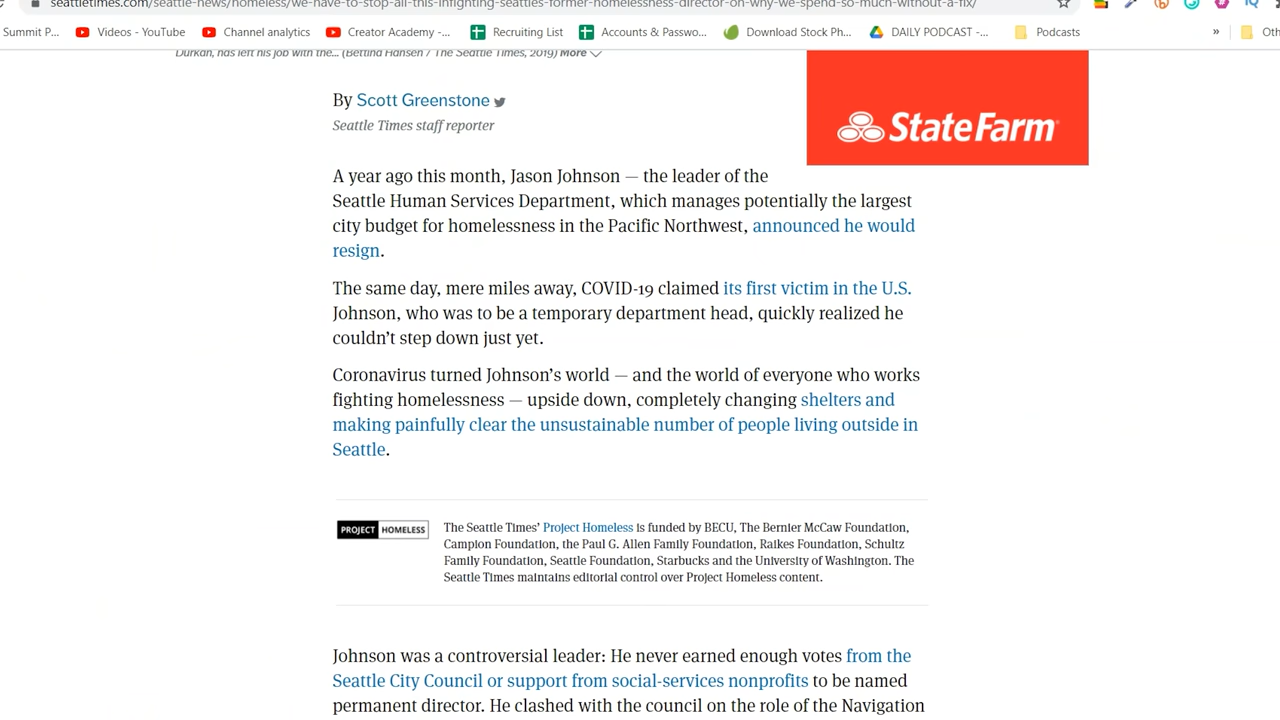 seattletimes.com/seattle-news/homeless/we-have-to-stop-all-this-infighting-seattles-former-homelessness-director-on-why-we-spend-so-much-without-a-fix/
Summit P... Videos - YouTube Channel analytics Creator Academy -... Recruiting List Accounts & Passwo... Download Stock Ph... DAILY PODCAST -... Podcasts » Oth
Durkan, has left his job with the... (Bettina Hansen / The Seattle Times, 2019) More
By Scott Greenstone
Seattle Times staff reporter
StateFarm
A year ago this month, Jason Johnson — the leader of the
Seattle Human Services Department, which manages potentially the largest
city budget for homelessness in the Pacific Northwest, announced he would
resign.
The same day, mere miles away, COVID-19 claimed its first victim in the U.S.
Johnson, who was to be a temporary department head, quickly realized he
couldn't step down just yet.
Coronavirus turned Johnson's world — and the world of everyone who works
fighting homelessness — upside down, completely changing shelters and
making painfully clear the unsustainable number of people living outside in
Seattle.
PROJECT HOMELESS
The Seattle Times' Project Homeless is funded by BECU, The Bernier McCaw Foundation,
Campion Foundation, the Paul G. Allen Family Foundation, Raikes Foundation, Schultz
Family Foundation, Seattle Foundation, Starbucks and the University of Washington. The
Seattle Times maintains editorial control over Project Homeless content.
Johnson was a controversial leader: He never earned enough votes from the
Seattle City Council or support from social-services nonprofits to be named
permanent director. He clashed with the council on the role of the Navigation